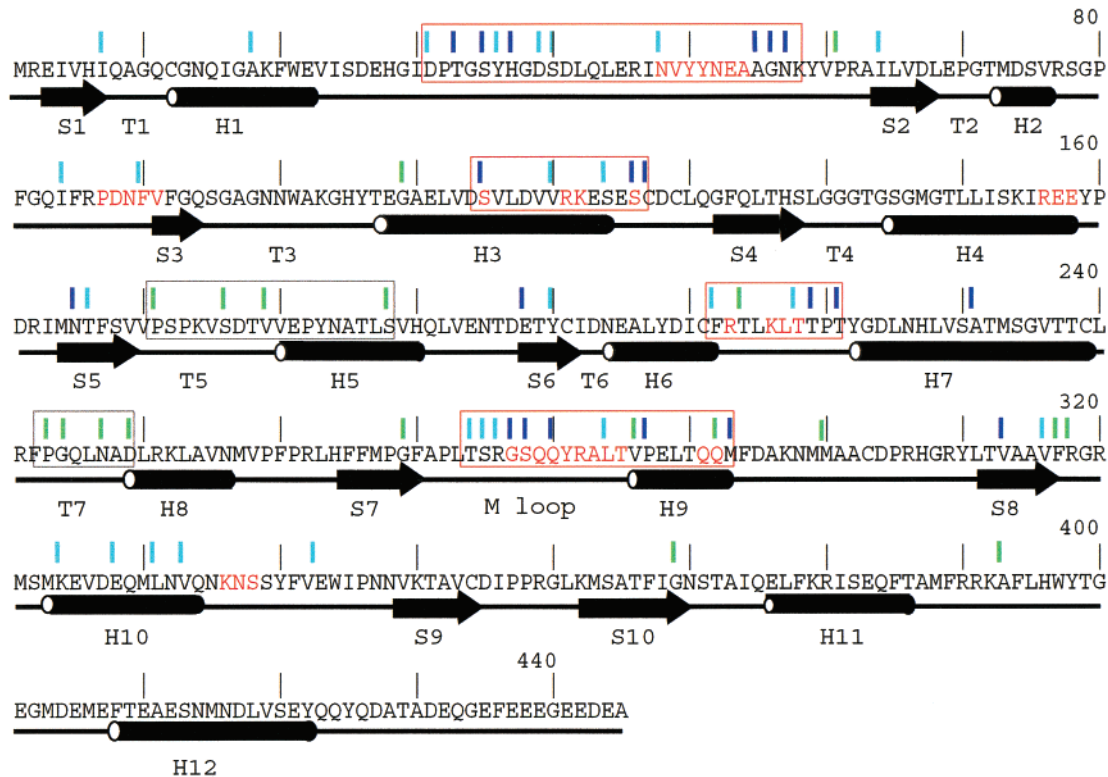 80
MREIVHIQAGQCGNQIGAKFWEVISDEHGIDPTGSYHGDSDLQLERINVYYNEAAGNKYVPRAILVDLEPGTMDSVRSGP
S1 T1 H1 S2 T2 H2
160
FGQIFRPDNFVFGQSGAGNNWAKGHYTEGAELVDSVLDVVRKESESCDCLQGFQLTHSLGGGTGSGMGTLLISKIREEYP
S3 T3 H3 S4 T4 H4
240
DRIMNTFSVVPSPKVSDTVVEPYNATLSVHQLVENTDETYCIDNEALYDICFRTLKLTTPTYGDLNHLVSATMSGVTTCL
S5 T5 H5 S6 T6 H6 H7
320
RFPGQLNADLRKLAVNMVPFPRLHFFMPGFAPLTSRGSQQYRALTVPELTQQMFDAKNMMAACDPRHGRYLTVAAVFRGR
T7 H8 S7 M loop H9 S8
400
MSMKEVDEQMLNVQNKNSSYFVEWIPNNVKTAVCDIPPRGLKMSATFIGNSTAIQELFKRISEQFTAMFRRKAFLHWYTG
H10 S9 S10 H11
440
EGMDEMEFTEAESNMNDLVSEYQQYQDATADEQGEFEEEGEEDEA
H12